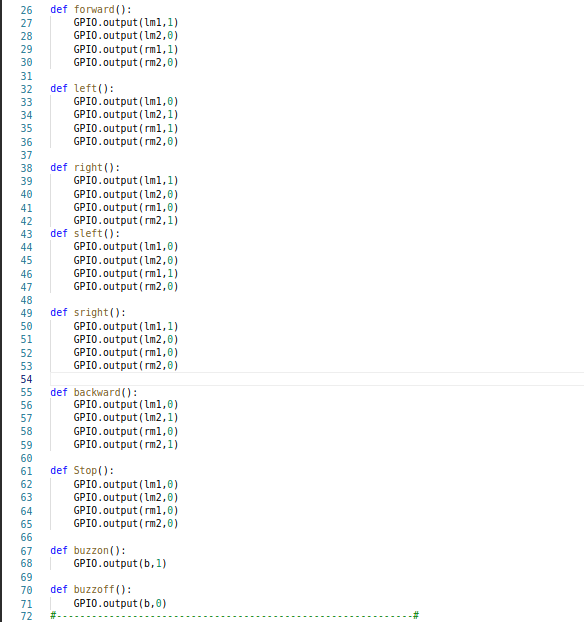 26 def forward():
27     GPIO.output(lm1,1)
28     GPIO.output(lm2,0)
29     GPIO.output(rm1,1)
30     GPIO.output(rm2,0)
31
32 def left():
33     GPIO.output(lm1,0)
34     GPIO.output(lm2,1)
35     GPIO.output(rm1,1)
36     GPIO.output(rm2,0)
37
38 def right():
39     GPIO.output(lm1,1)
40     GPIO.output(lm2,0)
41     GPIO.output(rm1,0)
42     GPIO.output(rm2,1)
43 def sleft():
44     GPIO.output(lm1,0)
45     GPIO.output(lm2,0)
46     GPIO.output(rm1,1)
47     GPIO.output(rm2,0)
48
49 def sright():
50     GPIO.output(lm1,1)
51     GPIO.output(lm2,0)
52     GPIO.output(rm1,0)
53     GPIO.output(rm2,0)
54
55 def backward():
56     GPIO.output(lm1,0)
57     GPIO.output(lm2,1)
58     GPIO.output(rm1,0)
59     GPIO.output(rm2,1)
60
61 def Stop():
62     GPIO.output(lm1,0)
63     GPIO.output(lm2,0)
64     GPIO.output(rm1,0)
65     GPIO.output(rm2,0)
66
67 def buzzon():
68     GPIO.output(b,1)
69
70 def buzzoff():
71     GPIO.output(b,0)
72 #-------------------------------------------------------------#